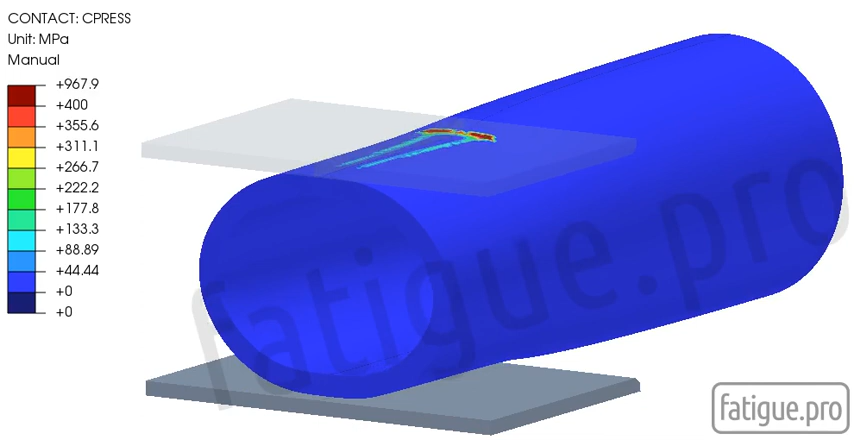 CONTACT: CPRESS
Unit: MPa
Manual
+967.9
+400
+355.6
+311.1
+266.7
+222.2
+177.8
+133.3
+88.89
+44.44
+0
+0
fatigue.pro
fatigue.pro